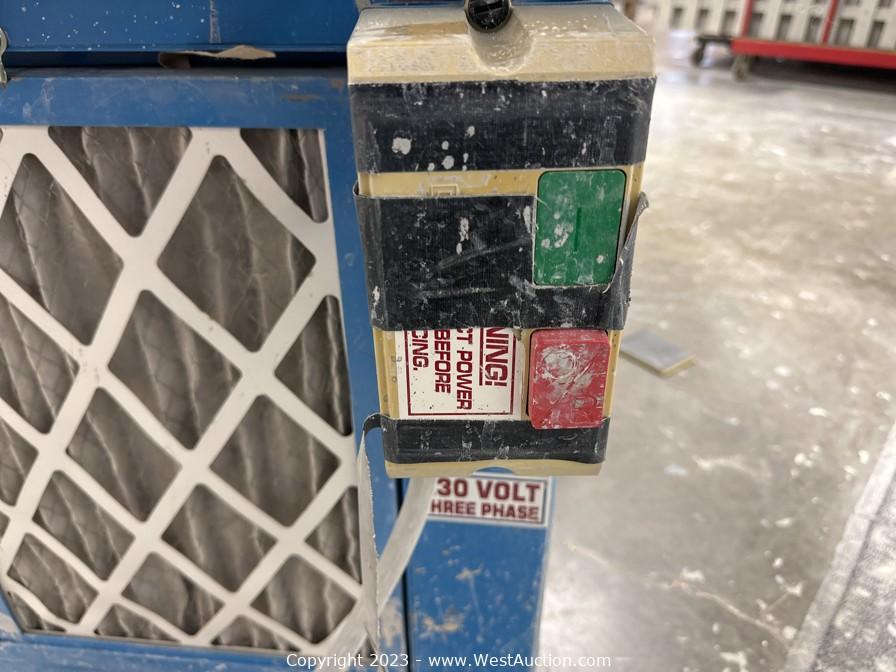 NING!
CT POWER
BEFORE
CING.
30 VOLT
HREE PHASE
Copyright © 2023 - www.WestAuction.com